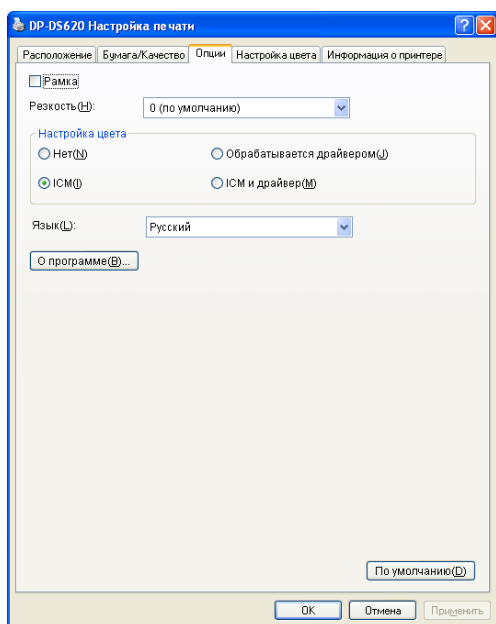 DP-DS620 Настройка печати
Расположение Бумага/Качество Опции Настройка цвета Информация о принтере
Рамка
Резкость(H): 0 (по умолчанию)
Настройка цвета
Нет(N) Обрабатывается драйвером(J)
ICM(I) ICM и драйвер(M)
Язык(L): Русский
О программе(B)...
По умолчанию(D)
OK Отмена Применить